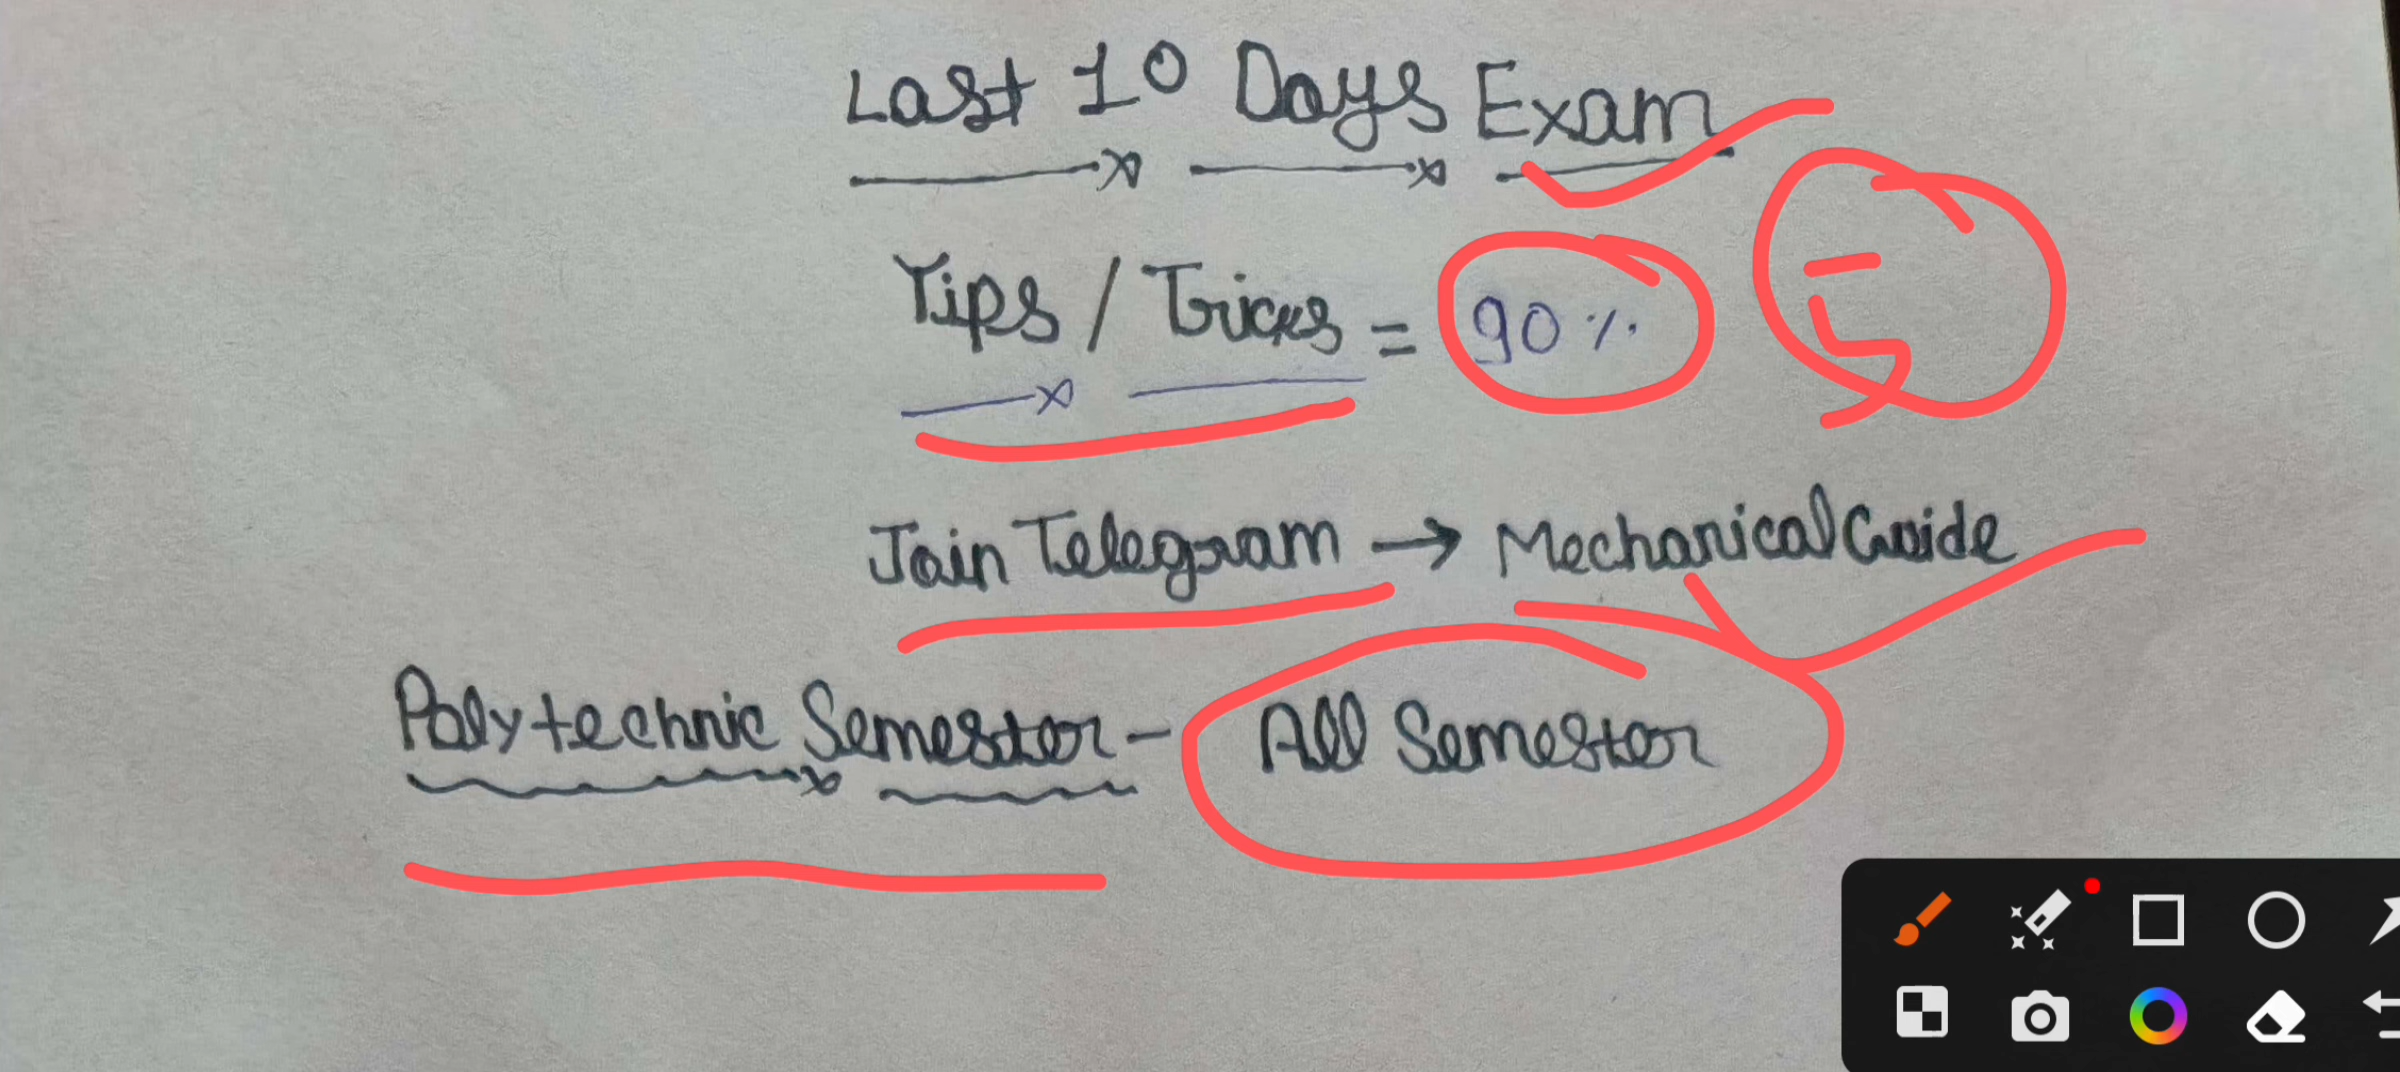 Last 10 Days Exam
Tips / Tricks = 90%
Join Telegram → Mechanical Guide
Polytechnic Semester - All Semester